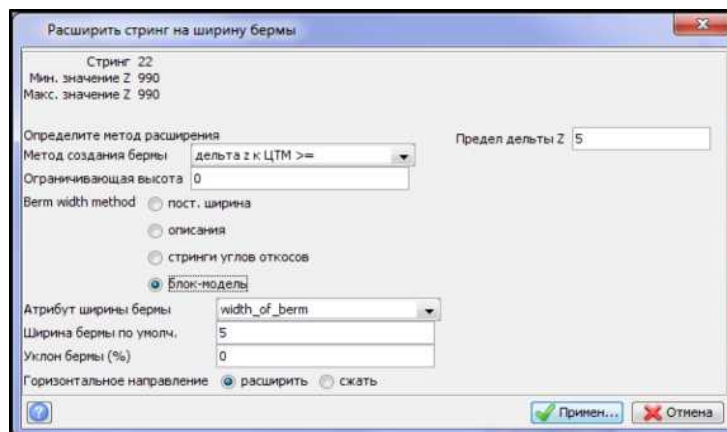 Расширить стринг на ширину бермы
Стринг 22
Мин. значение Z 990
Макс. значение Z 990
Определите метод расширения
Предел дельты Z 5
Метод создания бермы дельта z к ЦТМ >=
Ограничивающая высота 0
Berm width method пост. ширина
описания
стринги углов откосов
блок-модель
Атрибут ширины бермы width_of_berm
Ширина бермы по умолч. 5
Уклон бермы (%) 0
Горизонтальное направление расширить сжать
? Примен... Отмена